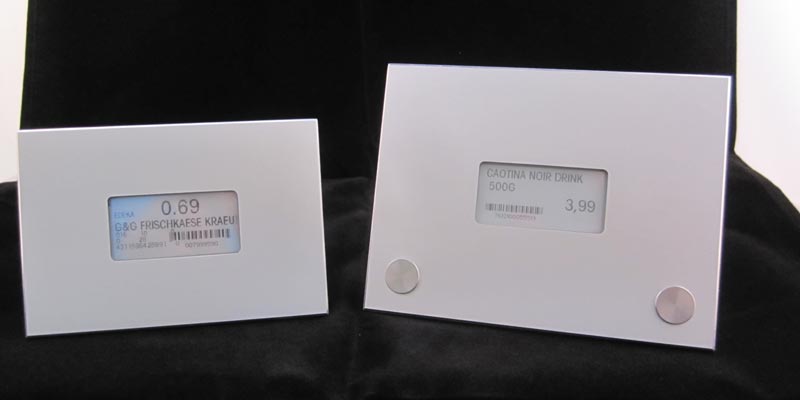 0.69
EDEKA
G&G FRISCHKAESE KRAEU
CAOTINA NOIR DRINK
500G
3,99